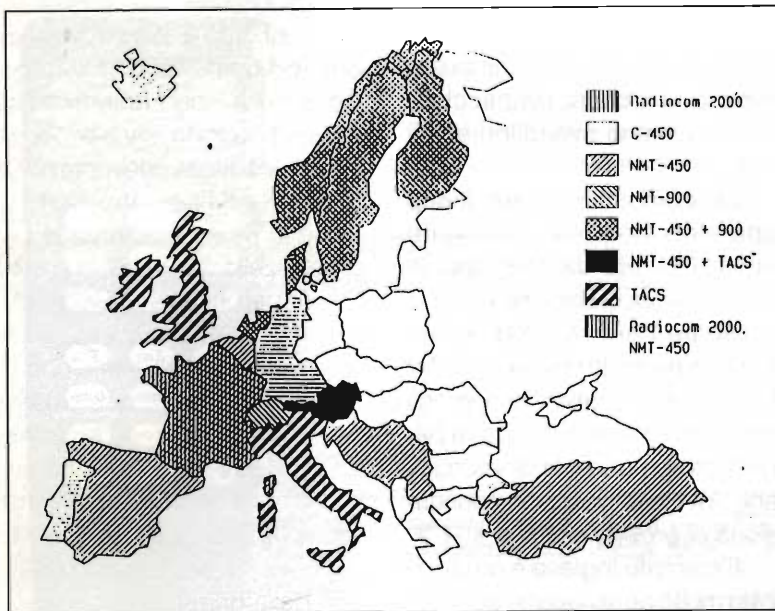 Radiocom 2000
C-450
NMT-450
NMT-900
NMT-450 + 900
NMT-450 + TACS
TACS
Radiocom 2000,
NMT-450